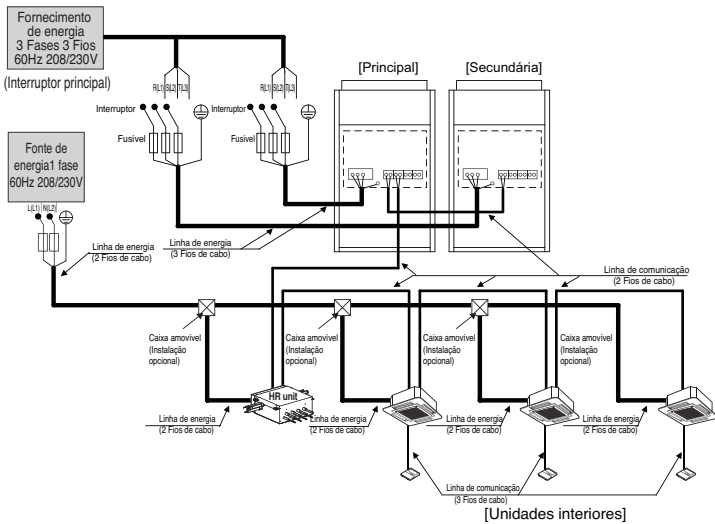 Fornecimento
de energia
3 Fases 3 Fios
60Hz 208/230V
(Interruptor principal)
R(L1) S(L2) T(L3)
R(L1) S(L2) T(L3)
[Principal]
[Secundária]
Interruptor
Interruptor
Fusível
Fusível
Fonte de
energia1 fase
60Hz 208/230V
L(L1) N(L2)
Linha de energia
(2 Fios de cabo)
Linha de energia
(3 Fios de cabo)
Linha de comunicação
(2 Fios de cabo)
Caixa amovível
(Instalação
opcional)
Caixa amovível
(Instalação
opcional)
Caixa amovível
(Instalação
opcional)
Caixa amovível
(Instalação
opcional)
HR unit
Linha de energia
(2 Fios de cabo)
Linha de energia
(2 Fios de cabo)
Linha de energia
(2 Fios de cabo)
Linha de energia
(2 Fios de cabo)
Linha de comunicação
(3 Fios de cabo)
[Unidades interiores]